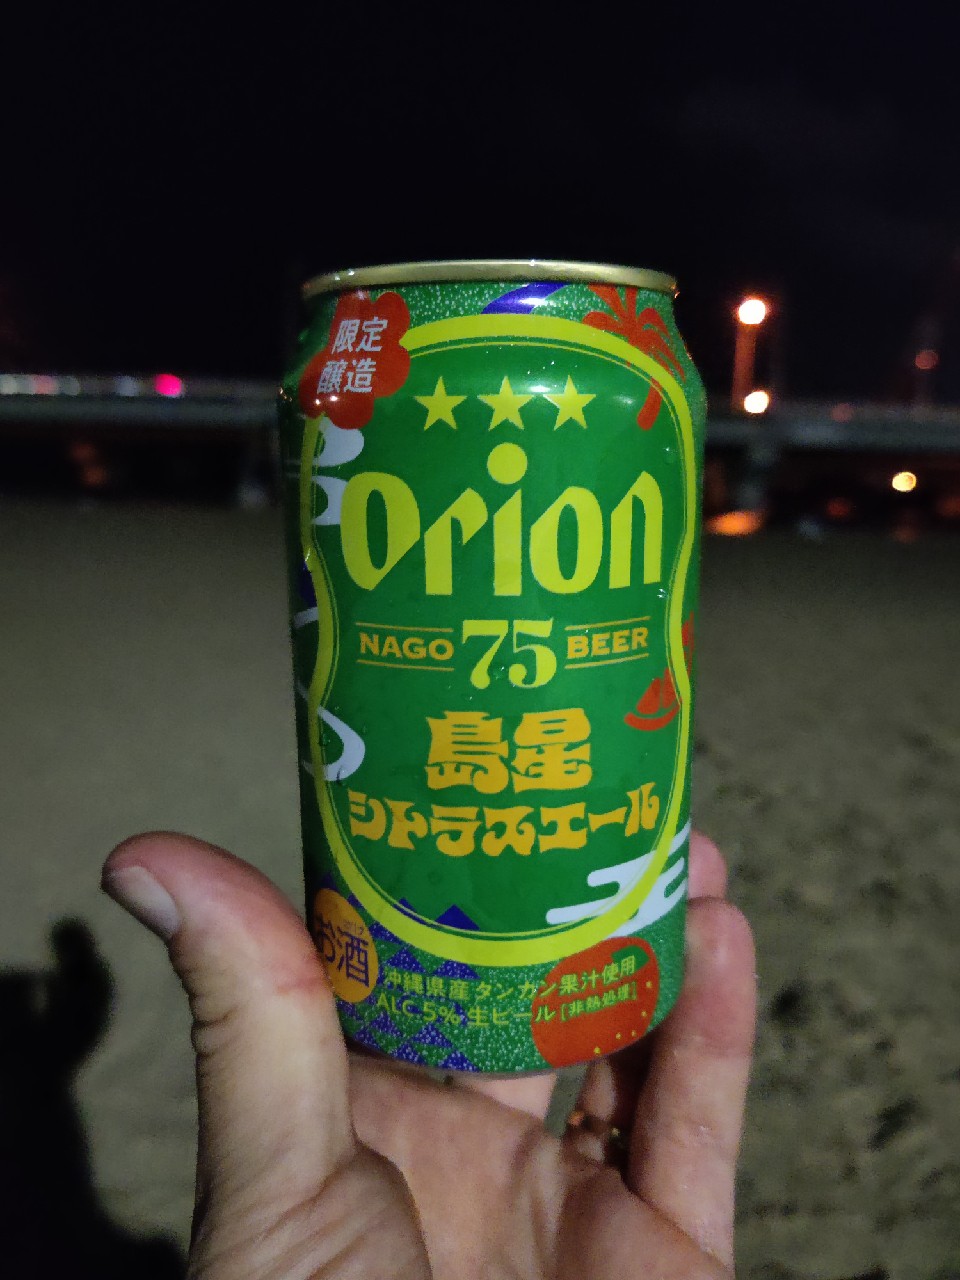 限定
醸造
Orion
NAGO 75 BEER
島星
シトラスエール
お酒
沖縄県産タンカン果汁使用
ALC.5% 生ビール [非熱処理]